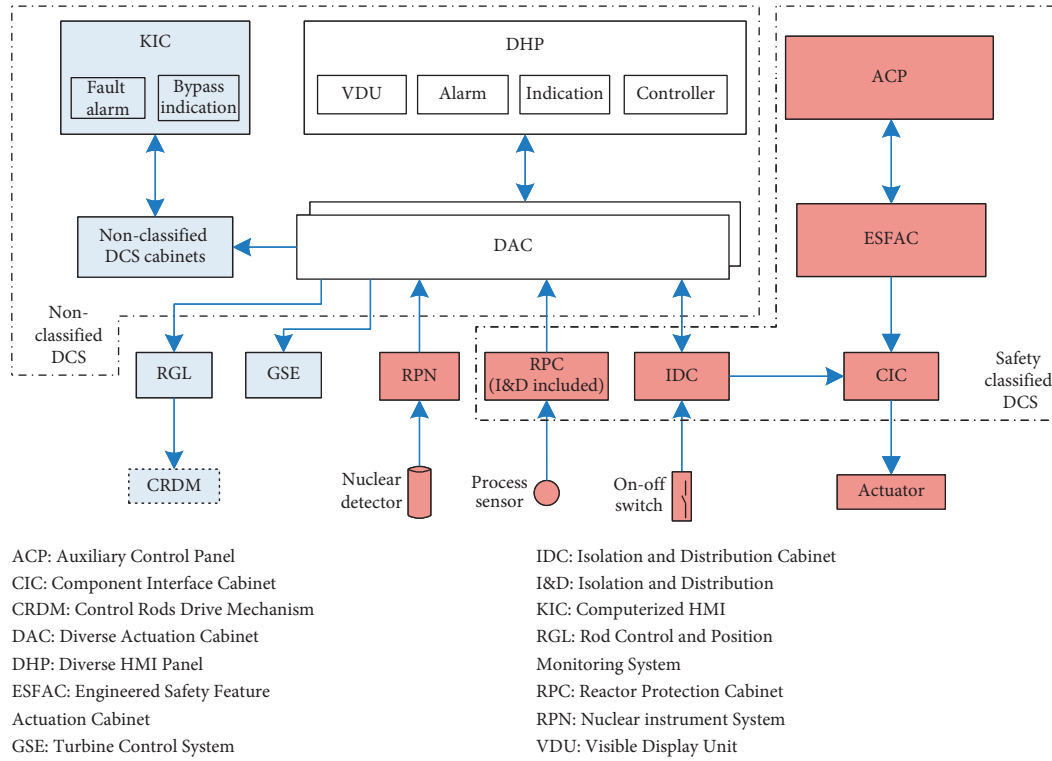 KIC
Fault
alarm
Bypass
indication
DHP
VDU
Alarm
Indication
Controller
ACP
Non-classified
DCS cabinets
DAC
ESFAC
Non-
classified
DCS
RGL
GSE
RPN
RPC
(I&D included)
IDC
CIC
Safety
classified
DCS
CRDM
Nuclear
detector
Process
sensor
On-off
switch
Actuator
ACP: Auxiliary Control Panel
CIC: Component Interface Cabinet
CRDM: Control Rods Drive Mechanism
DAC: Diverse Actuation Cabinet
DHP: Diverse HMI Panel
ESFAC: Engineered Safety Feature
Actuation Cabinet
GSE: Turbine Control System
IDC: Isolation and Distribution Cabinet
I&D: Isolation and Distribution
KIC: Computerized HMI
RGL: Rod Control and Position
Monitoring System
RPC: Reactor Protection Cabinet
RPN: Nuclear instrument System
VDU: Visible Display Unit